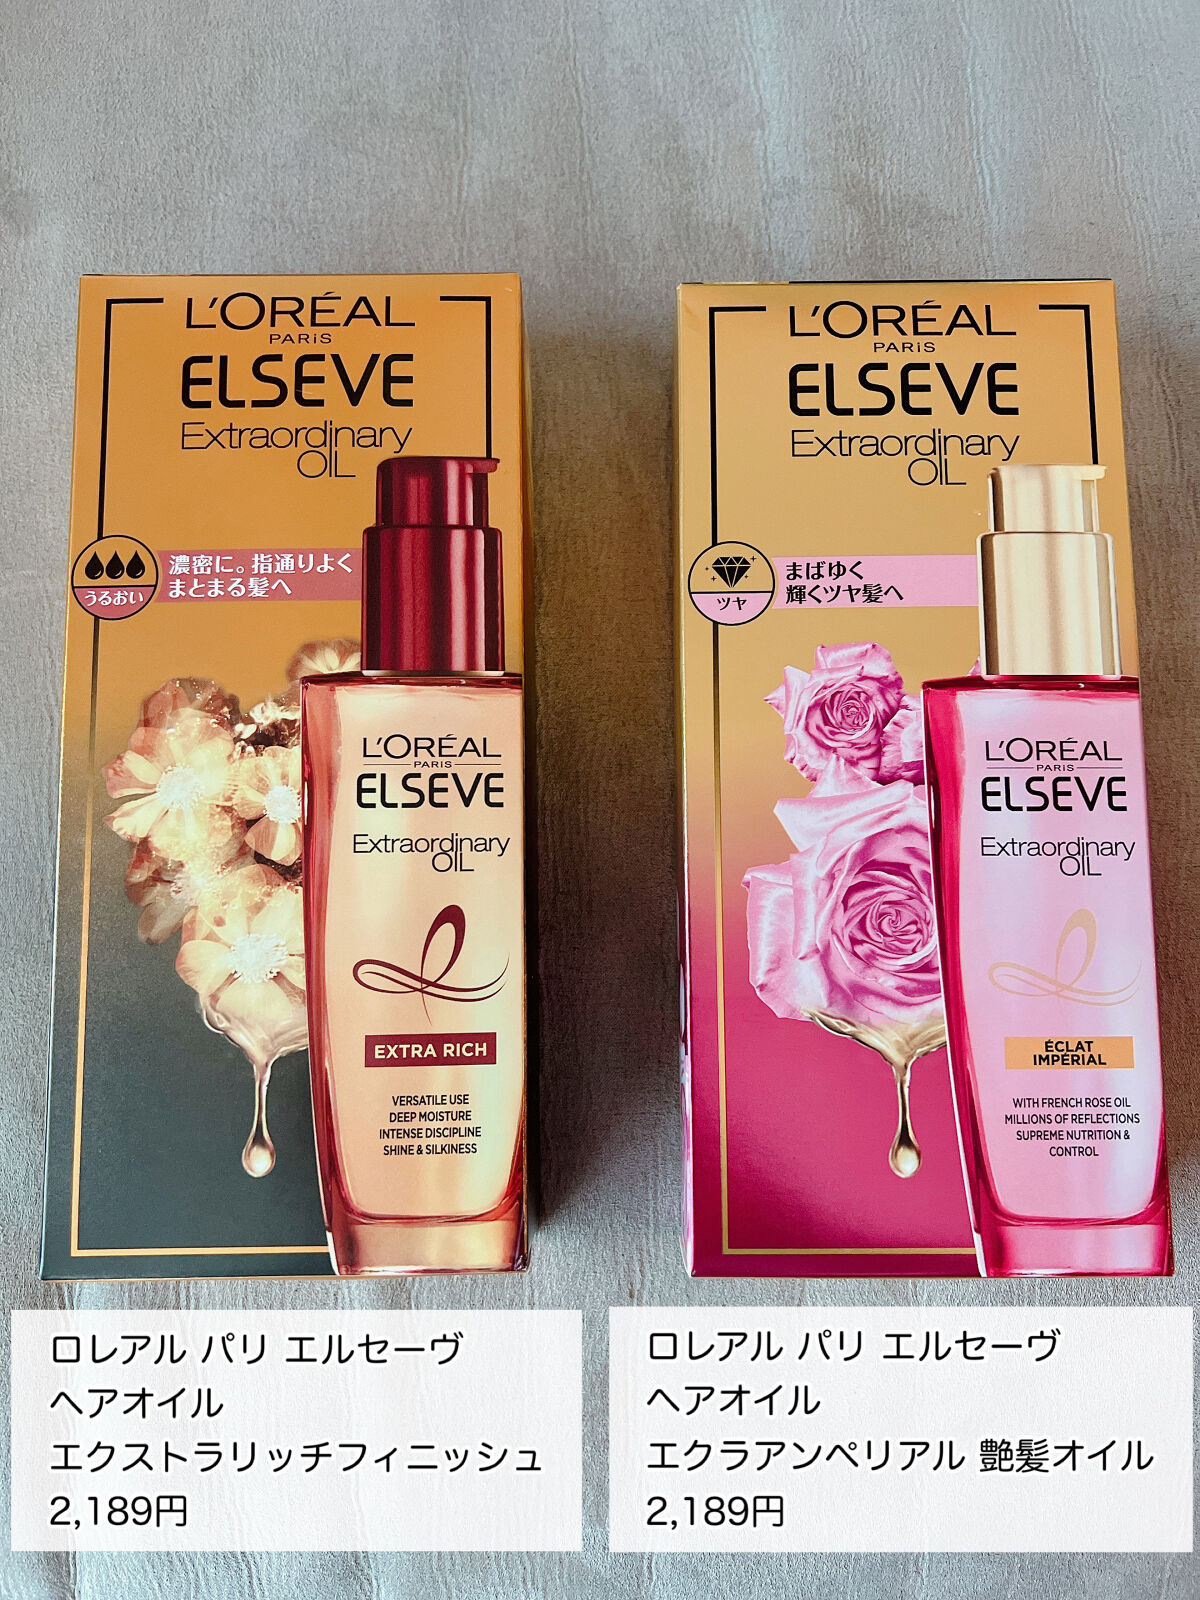 L'ORÉAL
PARiS
ELSEVE
Extraordinary
OIL
うるおい
濃密に。指通りよく
まとまる髪へ
L'ORÉAL
PARIS
ELSEVE
Extraordinary
OIL
EXTRA RICH
VERSATILE USE
DEEP MOISTURE
INTENSE DISCIPLINE
SHINE & SILKINESS
ロレアル パリ エルセーヴ
ヘアオイル
エクストラリッチフィニッシュ
2,189円
L'ORÉAL
PARiS
ELSEVE
Extraordinary
OIL
ツヤ
まばゆく
輝くツヤ髪へ
L'ORÉAL
PARIS
ELSEVE
Extraordinary
OIL
ÉCLAT
IMPÉRIAL
WITH FRENCH ROSE OIL
MILLIONS OF REFLECTIONS
SUPREME NUTRITION &
CONTROL
ロレアル パリ エルセーヴ
ヘアオイル
エクラアンペリアル 艶髪オイル
2,189円